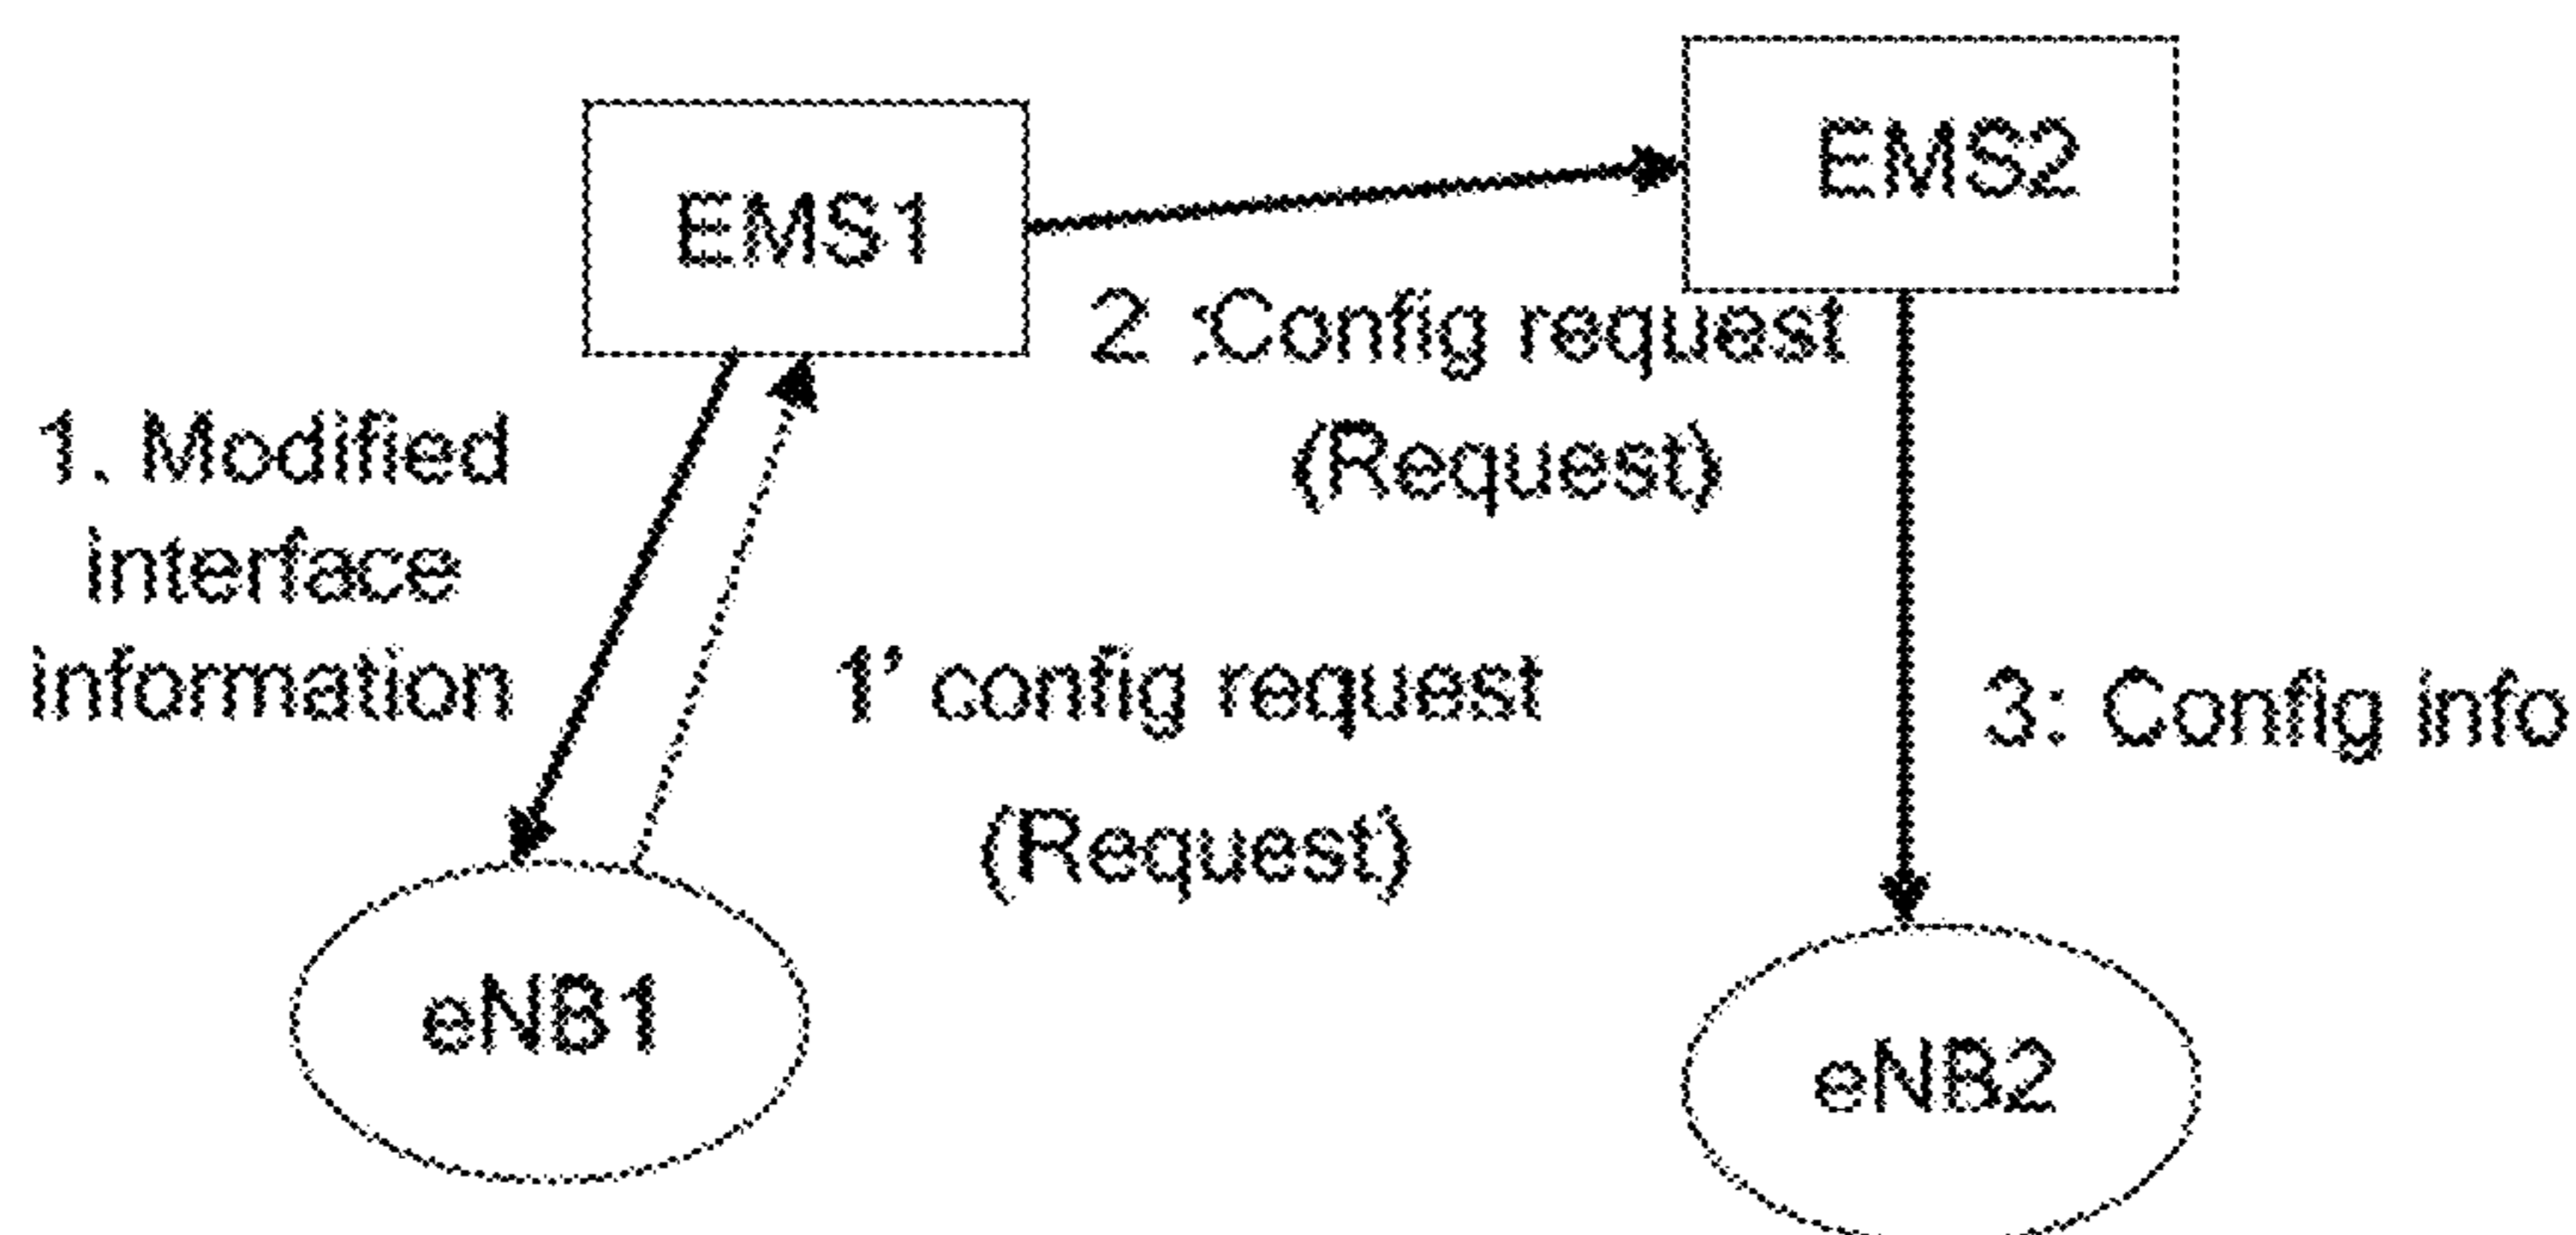 EMS1
EMS2
2 :Config request
(Request)
1. Modified
interface
information
1' config request
(Request)
3: Config info
eNB1
eNB2